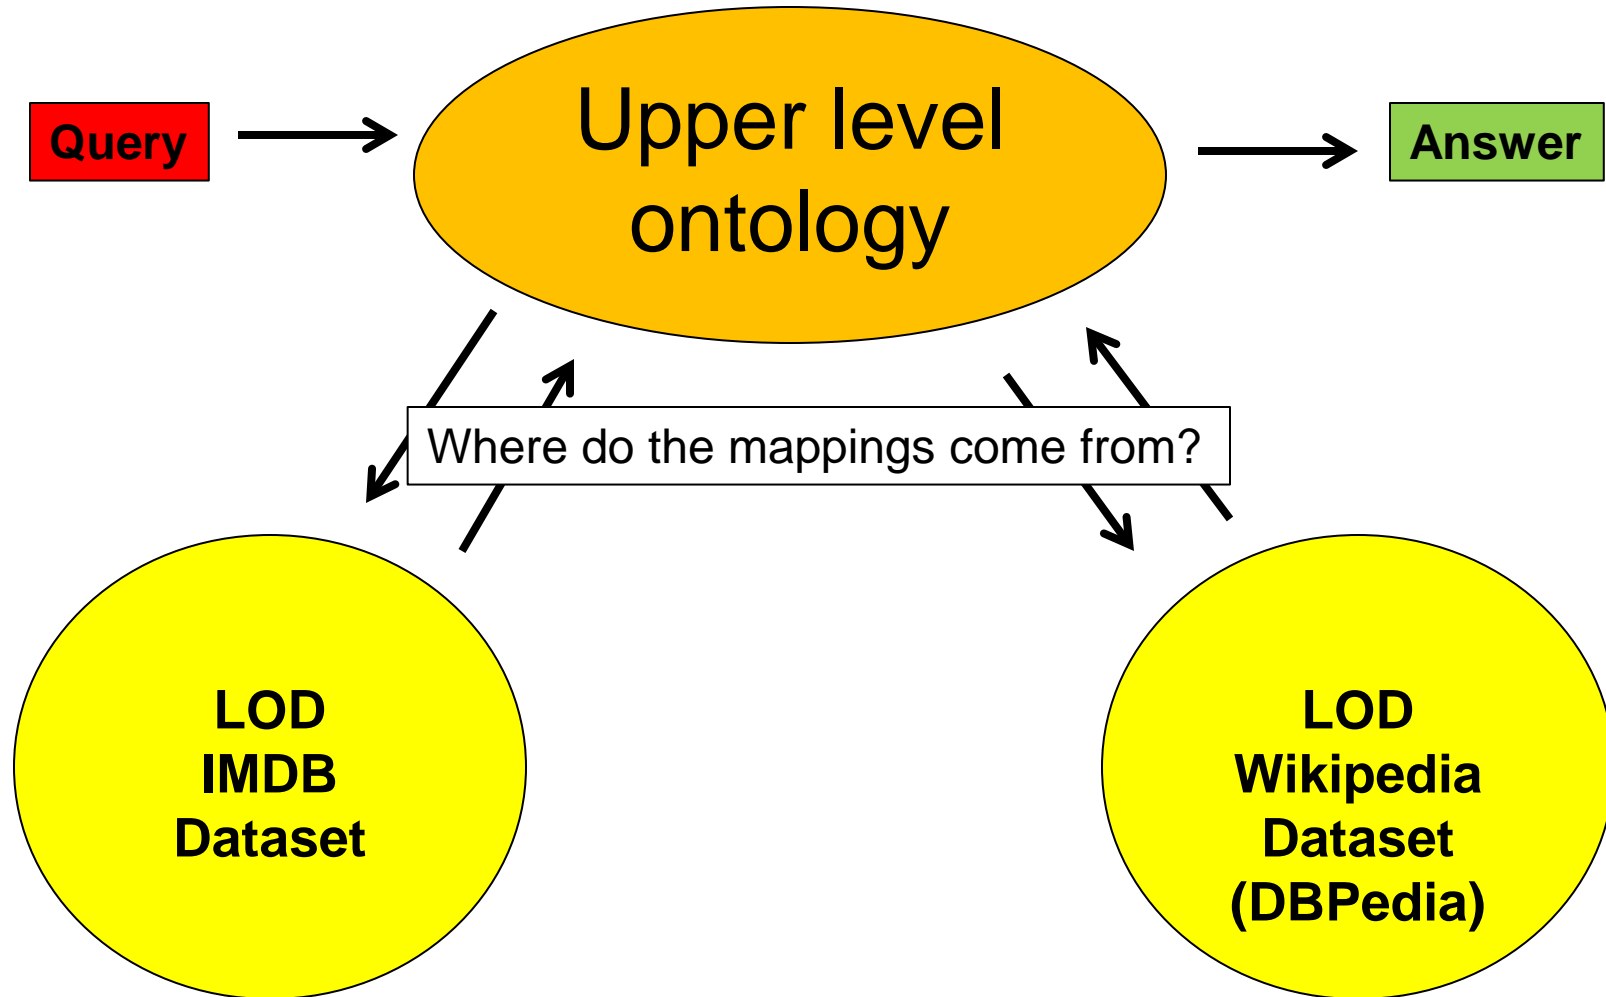 Query
Upper level
ontology
Answer
Where do the mappings come from?
LOD
IMDB
Dataset
LOD
Wikipedia
Dataset
(DBPedia)